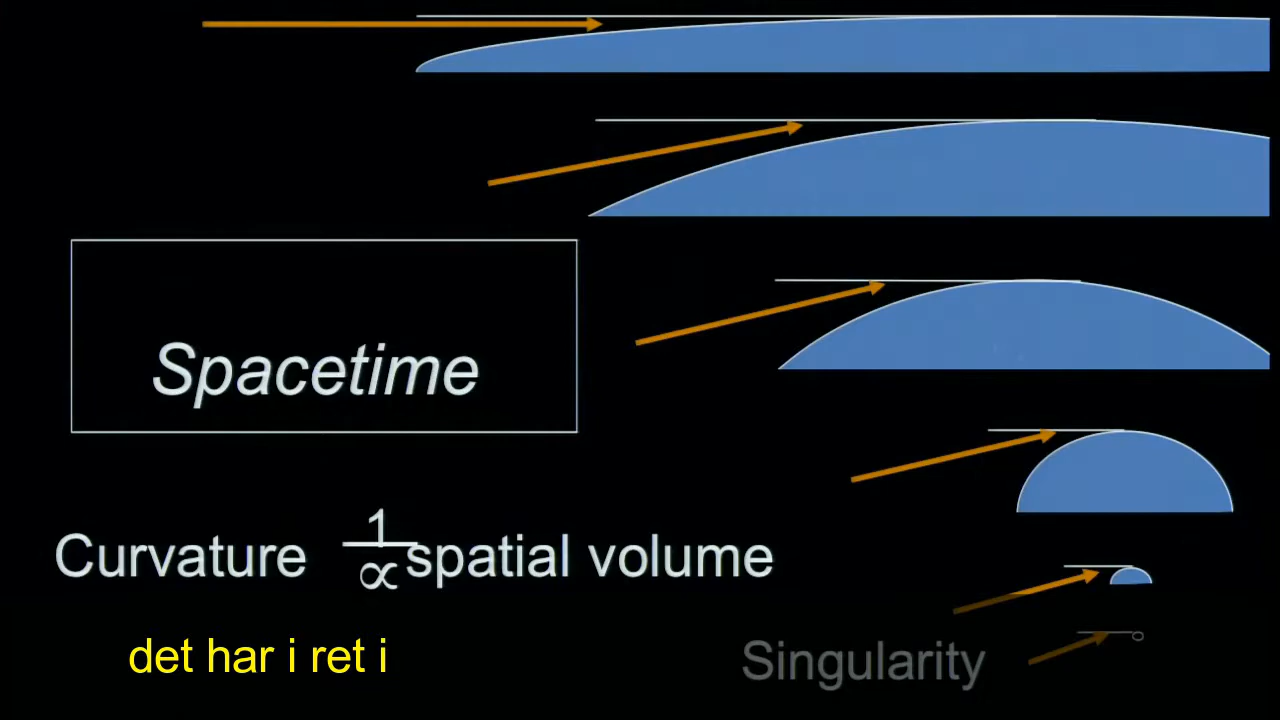 Spacetime
1
Curvature ∝ spatial volume
det har i ret i
Singularity